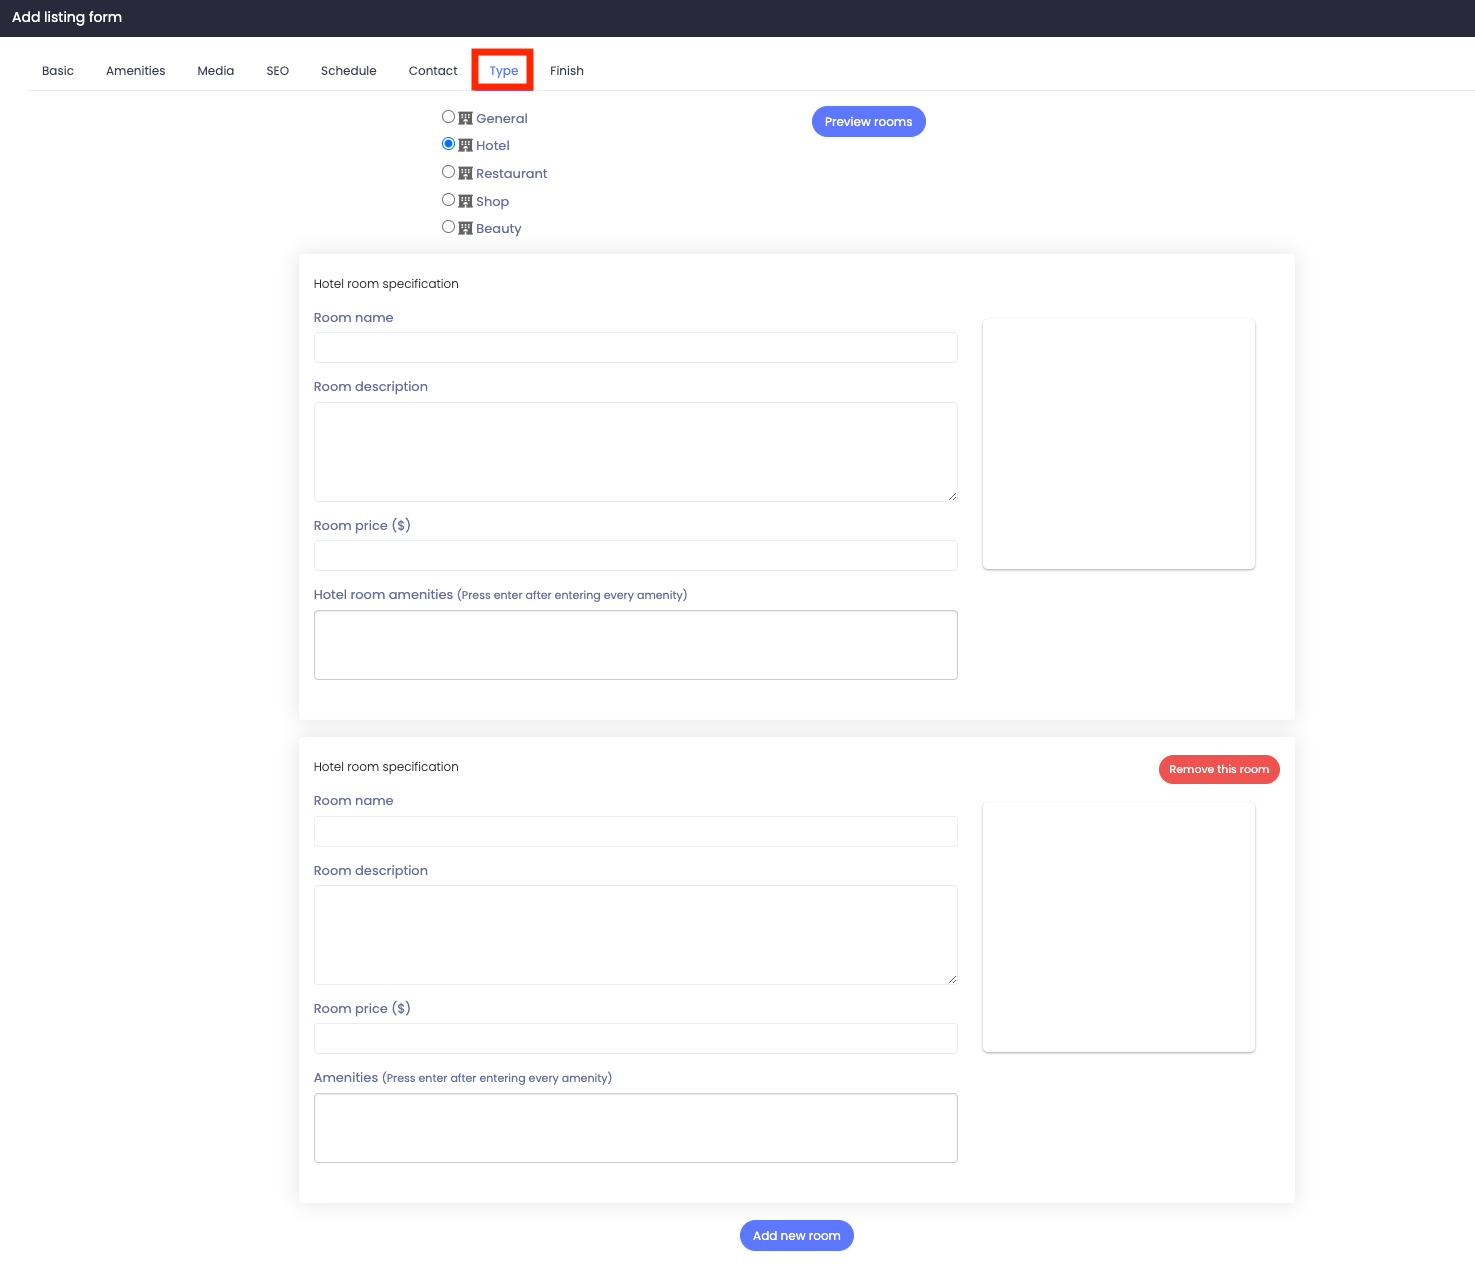 Add listing form
Basic Amenities Media SEO Schedule Contact Type Finish
General
Preview rooms
Hotel
Restaurant
Shop
Beauty
Hotel room specification
Room name
Room description
Room price ($)
Hotel room amenities (Press enter after entering every amenity)
Hotel room specification
Remove this room
Room name
Room description
Room price ($)
Amenities (Press enter after entering every amenity)
Add new room